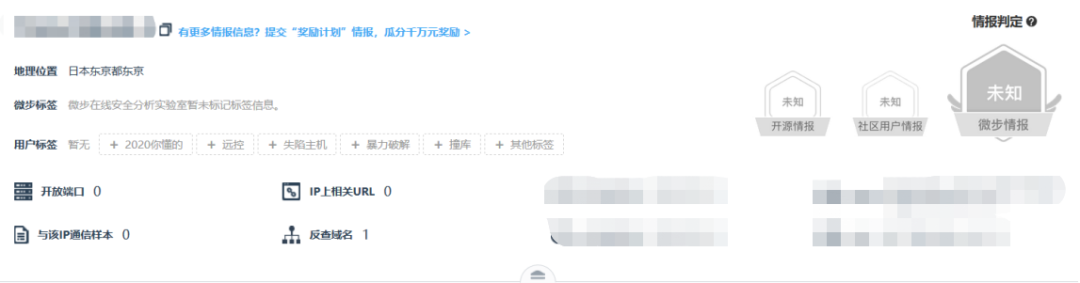 有更多情报信息？提交“奖励计划”情报，瓜分千万元奖励 >
情报判定
地理位置 日本东京都东京
微步标签 微步在线安全分析实验室暂未标记标签信息。
未知
开源情报
未知
社区用户情报
未知
微步情报
用户标签 暂无 + 2020你懂的 + 远控 + 失陷主机 + 暴力破解 + 撞库 + 其他标签
开放端口 0
IP上相关URL 0
与该IP通信样本 0
反查域名 1